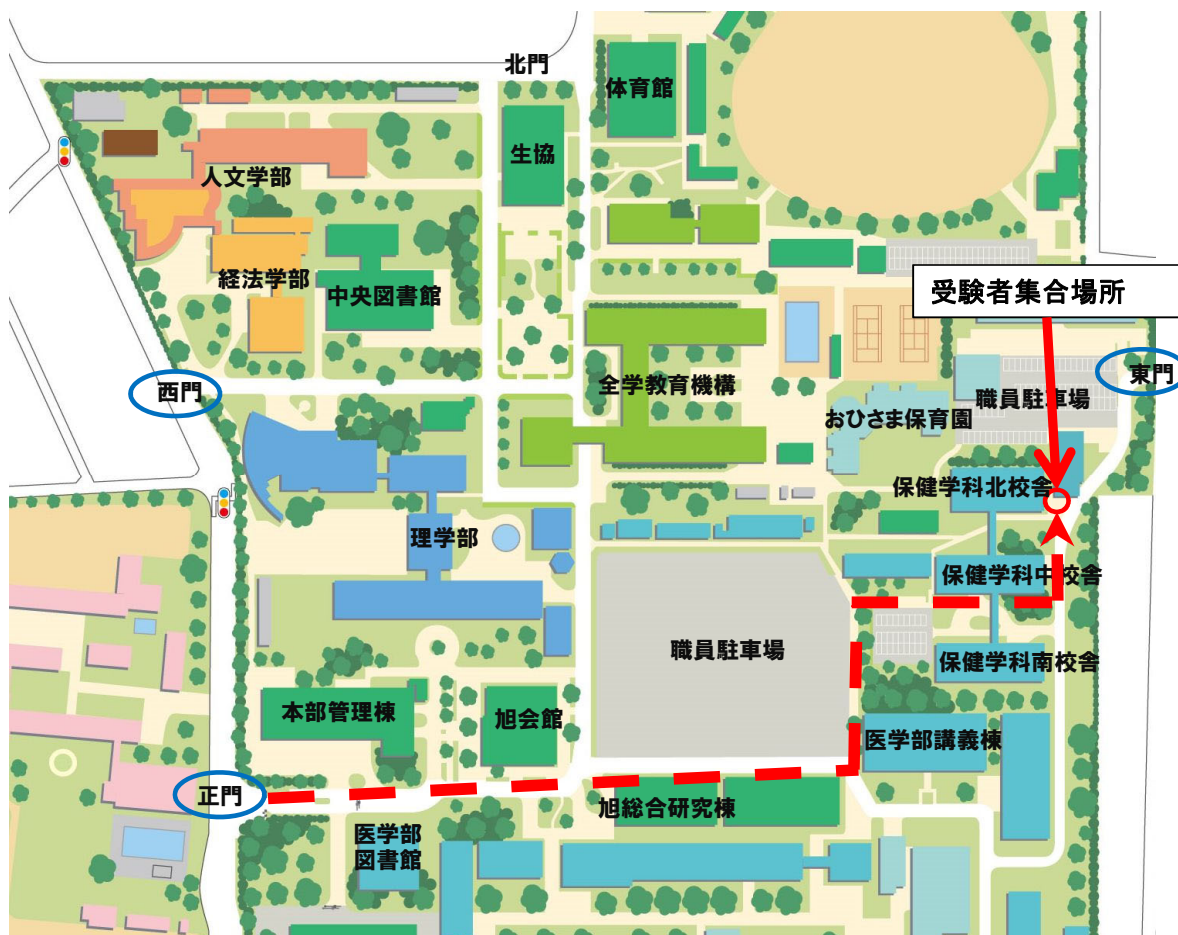 北門
体育館
生協
人文学部
経法学部
中央図書館
受験者集合場所
西門
全学教育機構
東門
職員駐車場
おひさま保育園
保健学科北校舎
理学部
保健学科中校舎
職員駐車場
保健学科南校舎
本部管理棟
旭会館
医学部講義棟
正門
旭総合研究棟
医学部
図書館